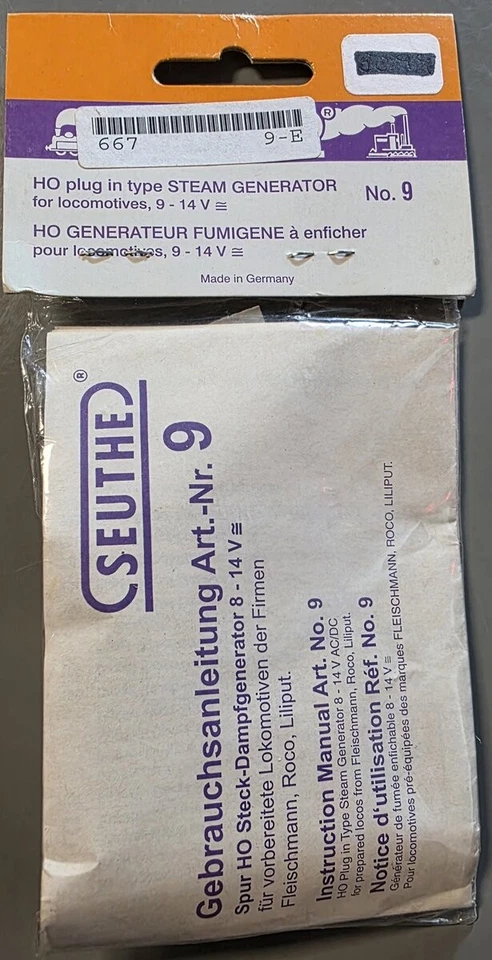 667 9-E
®
HO plug in type STEAM GENERATOR
for locomotives, 9 - 14 V ≅
No. 9
HO GENERATEUR FUMIGENE à enficher
pour locomotives, 9 - 14 V ≅
Made in Germany
SEUTHE ®
Gebrauchsanleitung Art.-Nr. 9
Spur HO Steck-Dampfgenerator 8 - 14 V ≅
für vorbereitete Lokomotiven der Firmen
Fleischmann, Roco, Liliput.
Instruction Manual Art. No. 9
HO Plug in Type Steam Generator 8 - 14 V AC/DC
for prepared locos from Fleischmann, Roco, Liliput.
Notice d'utilisation Réf. No. 9
Générateur de fumée enfichable 8 - 14 V ≅
Pour locomotives pré-équipées des marques FLEISCHMANN, ROCO, LILIPUT.